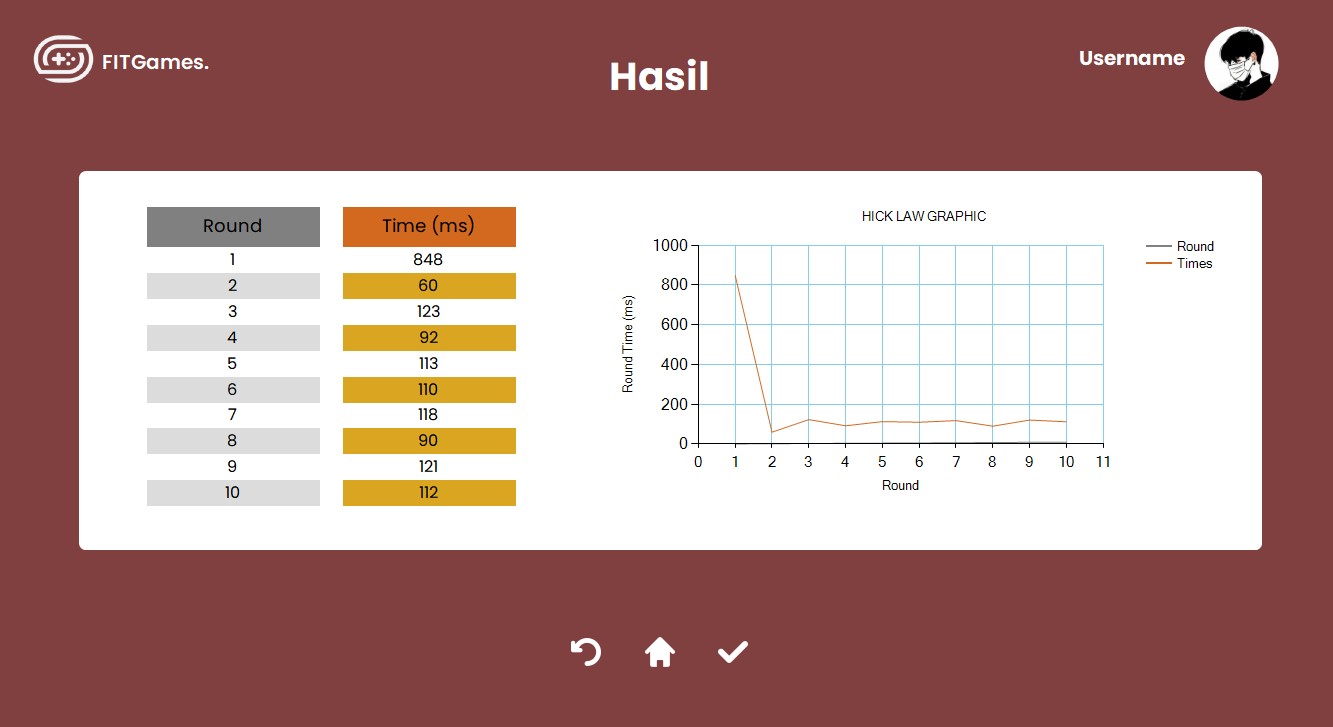 FITGames.
Hasil
Username
Round Time (ms)
1 848
2 60
3 123
4 92
5 113
6 110
7 118
8 90
9 121
10 112
HICK LAW GRAPHIC
Round
Times
Round Time (ms)
1000
800
600
400
200
0
0 1 2 3 4 5 6 7 8 9 10 11
Round